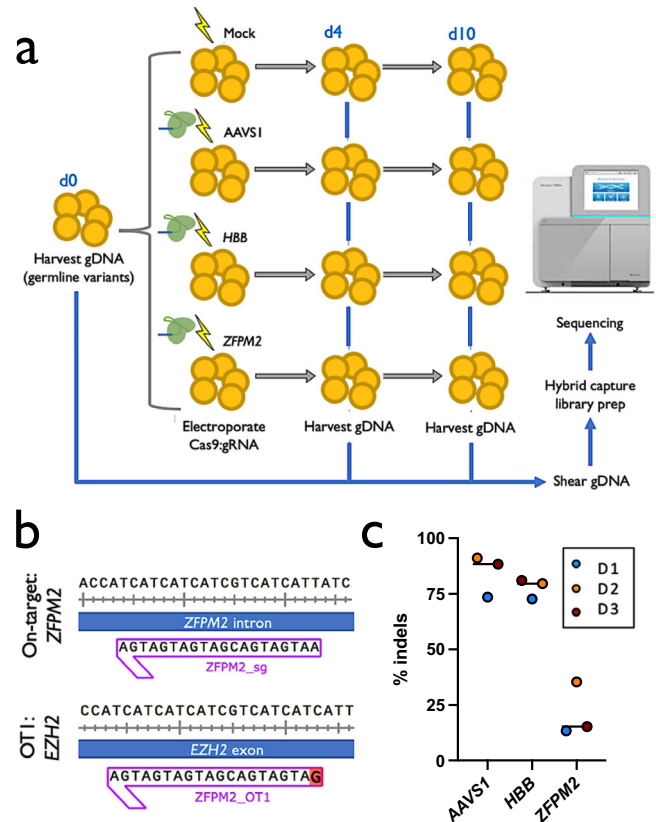 a
Mock
d4
d10
AAVS1
d0
Harvest gDNA
(germline variants)
HBB
ZFPM2
Sequencing
Hybrid capture
library prep
Electroporate
Cas9:gRNA
Harvest gDNA
Harvest gDNA
Shear gDNA
b
On-target:
ZFPM2
ACCATCATCATCATCGTCATCATTATC
ZFPM2 intron
AGTAGTAGTAGCAGTAGTAA
ZFPM2_sg
OT1:
EZH2
CCATCATCATCATCGTCATCATCATT
EZH2 exon
AGTAGTAGTAGCAGTAGTAG
ZFPM2_OT1
c
% indels
100
75
50
25
0
D1
D2
D3
AAVS1
HBB
ZFPM2